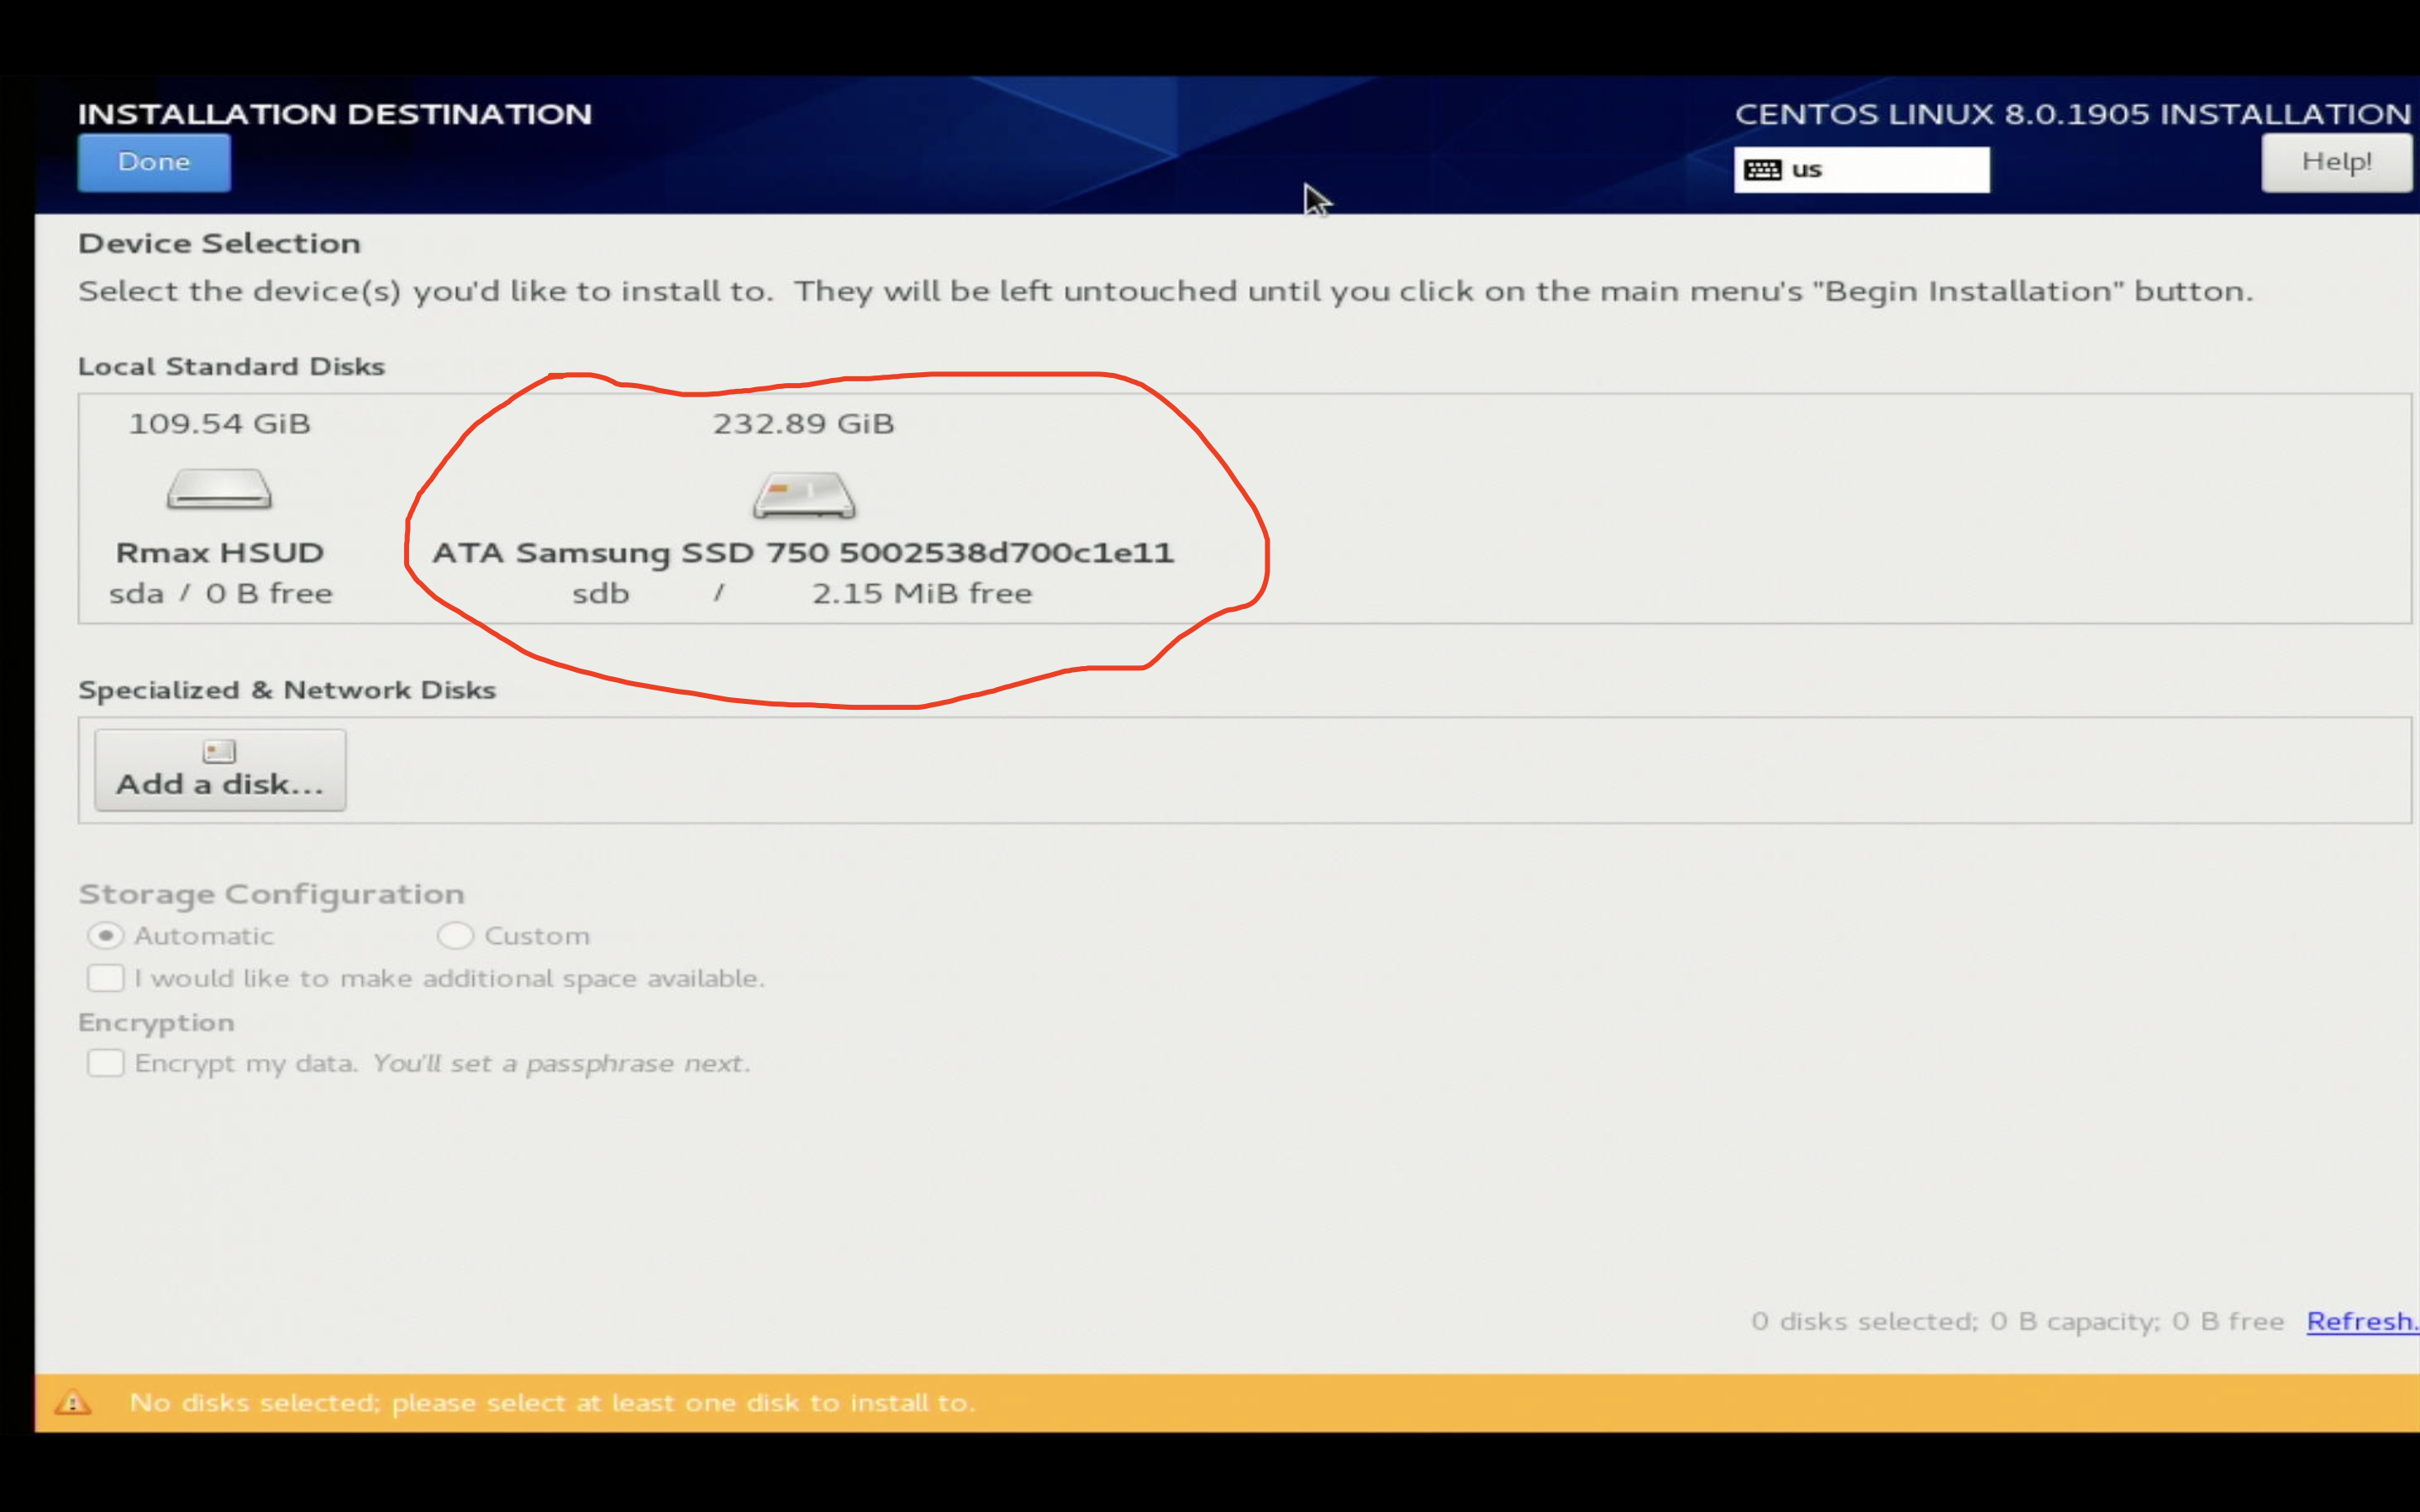 INSTALLATION DESTINATION
CENTOS LINUX 8.0.1905 INSTALLATION
Done
us
Help!
Device Selection
Select the device(s) you'd like to install to.  They will be left untouched until you click on the main menu's "Begin Installation" button.
Local Standard Disks
109.54 GiB
Rmax HSUD
sda / 0 B free
232.89 GiB
ATA Samsung SSD 750 5002538d700c1e11
sdb / 2.15 MiB free
Specialized & Network Disks
Add a disk...
Storage Configuration
Automatic
Custom
I would like to make additional space available.
Encryption
Encrypt my data. You'll set a passphrase next.
0 disks selected; 0 B capacity; 0 B free
Refresh.
No disks selected; please select at least one disk to install to.